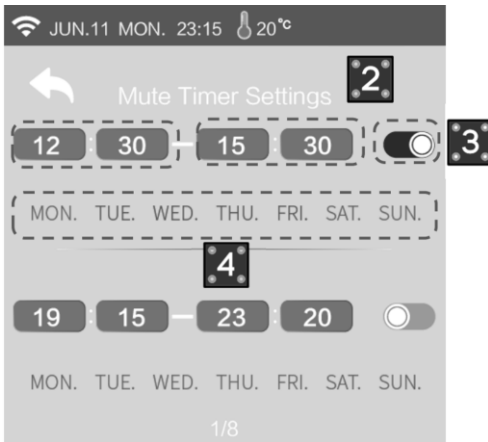 JUN.11 MON. 23:15 20°C
Mute Timer Settings 2
12 : 30 — 15 : 30 3
MON. TUE. WED. THU. FRI. SAT. SUN.
4
19 : 15 — 23 : 20
MON. TUE. WED. THU. FRI. SAT. SUN.
1/8